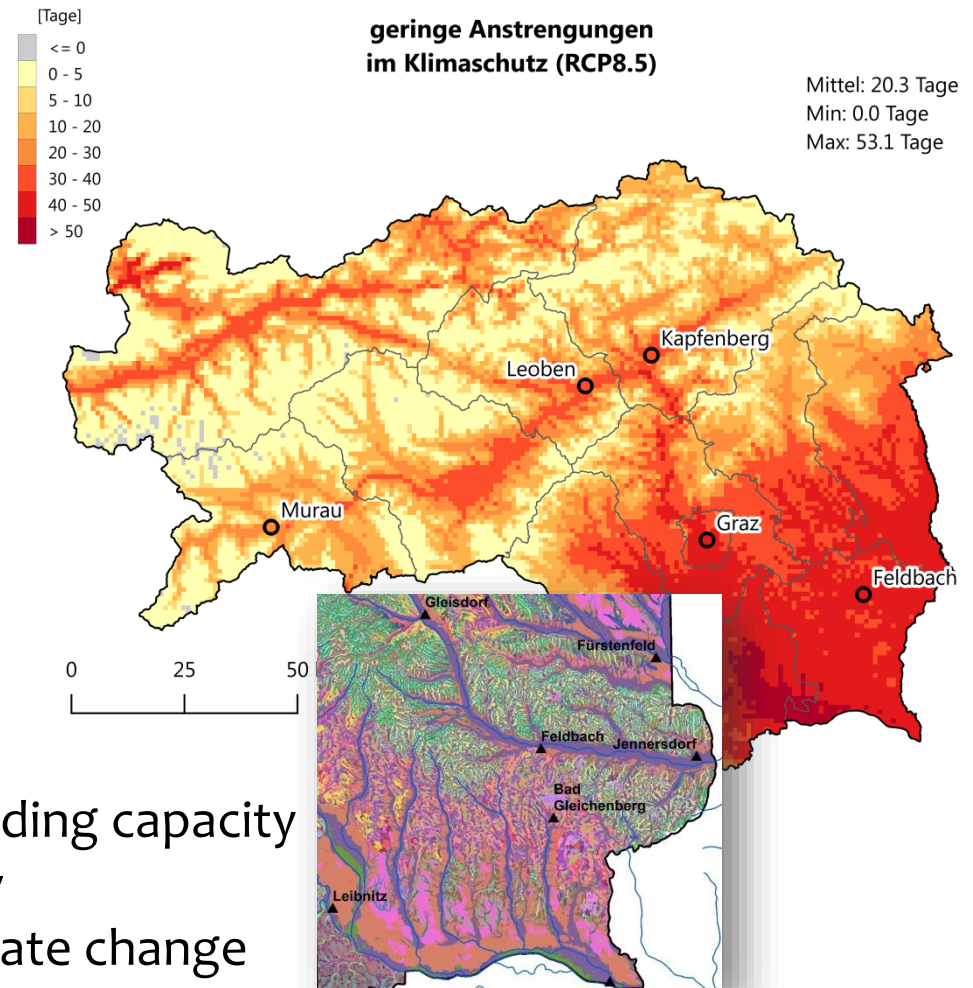 [Tage]
<= 0
0 - 5
5 - 10
10 - 20
20 - 30
30 - 40
40 - 50
> 50
geringe Anstrengungen
im Klimaschutz (RCP8.5)
Mittel: 20.3 Tage
Min: 0.0 Tage
Max: 53.1 Tage
Kapfenberg
Leoben
Murau
Graz
Feldbach
0 25 50
Gleisdorf
Fürstenfeld
Feldbach
Jennersdorf
Bad
Gleichenberg
Leibnitz
ding capacity
ate change